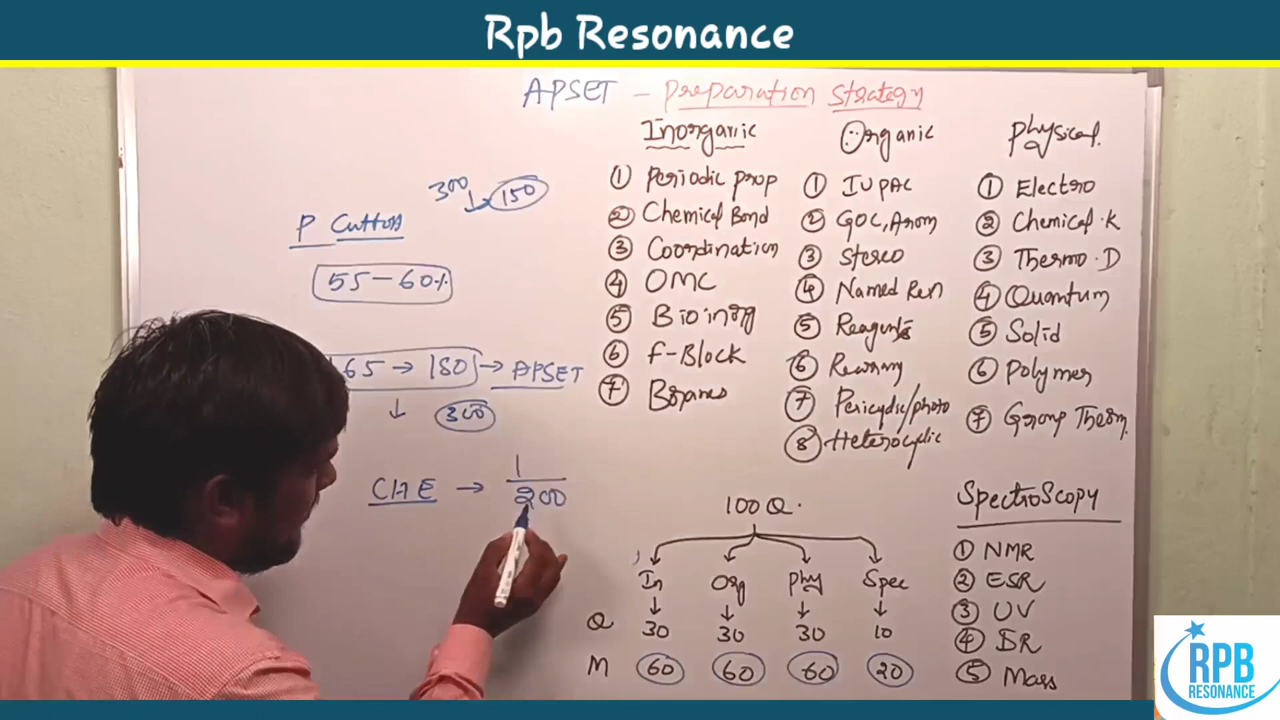 Rpb Resonance
APSET - Preparation Strategy
300
150
P Cuttoff
55 - 60%
65 → 180 → APSET
↓ 300
CHE → 1/200
Inorganic
① Periodic prop
② Chemical Bond
③ Coordination
④ OMC
⑤ Bioinorg
⑥ F-Block
⑦ Boranes
Organic
① IUPAC
② GOC, Arom
③ Stereo
④ Named Rxn
⑤ Reagents
⑥ Rearrang
⑦ Pericyclic/photo
⑧ Heterocyclic
Physical
① Electro
② Chemical.K
③ Thermo.D
④ Quantum
⑤ Solid
⑥ Polymer
⑦ Group Theory
100 Q.
In Org Phy Spec
Q 30 30 30 10
M 60 60 60 20
SpectroScopy
① NMR
② ESR
③ UV
④ IR
⑤ Mass
RPB
RESONANCE